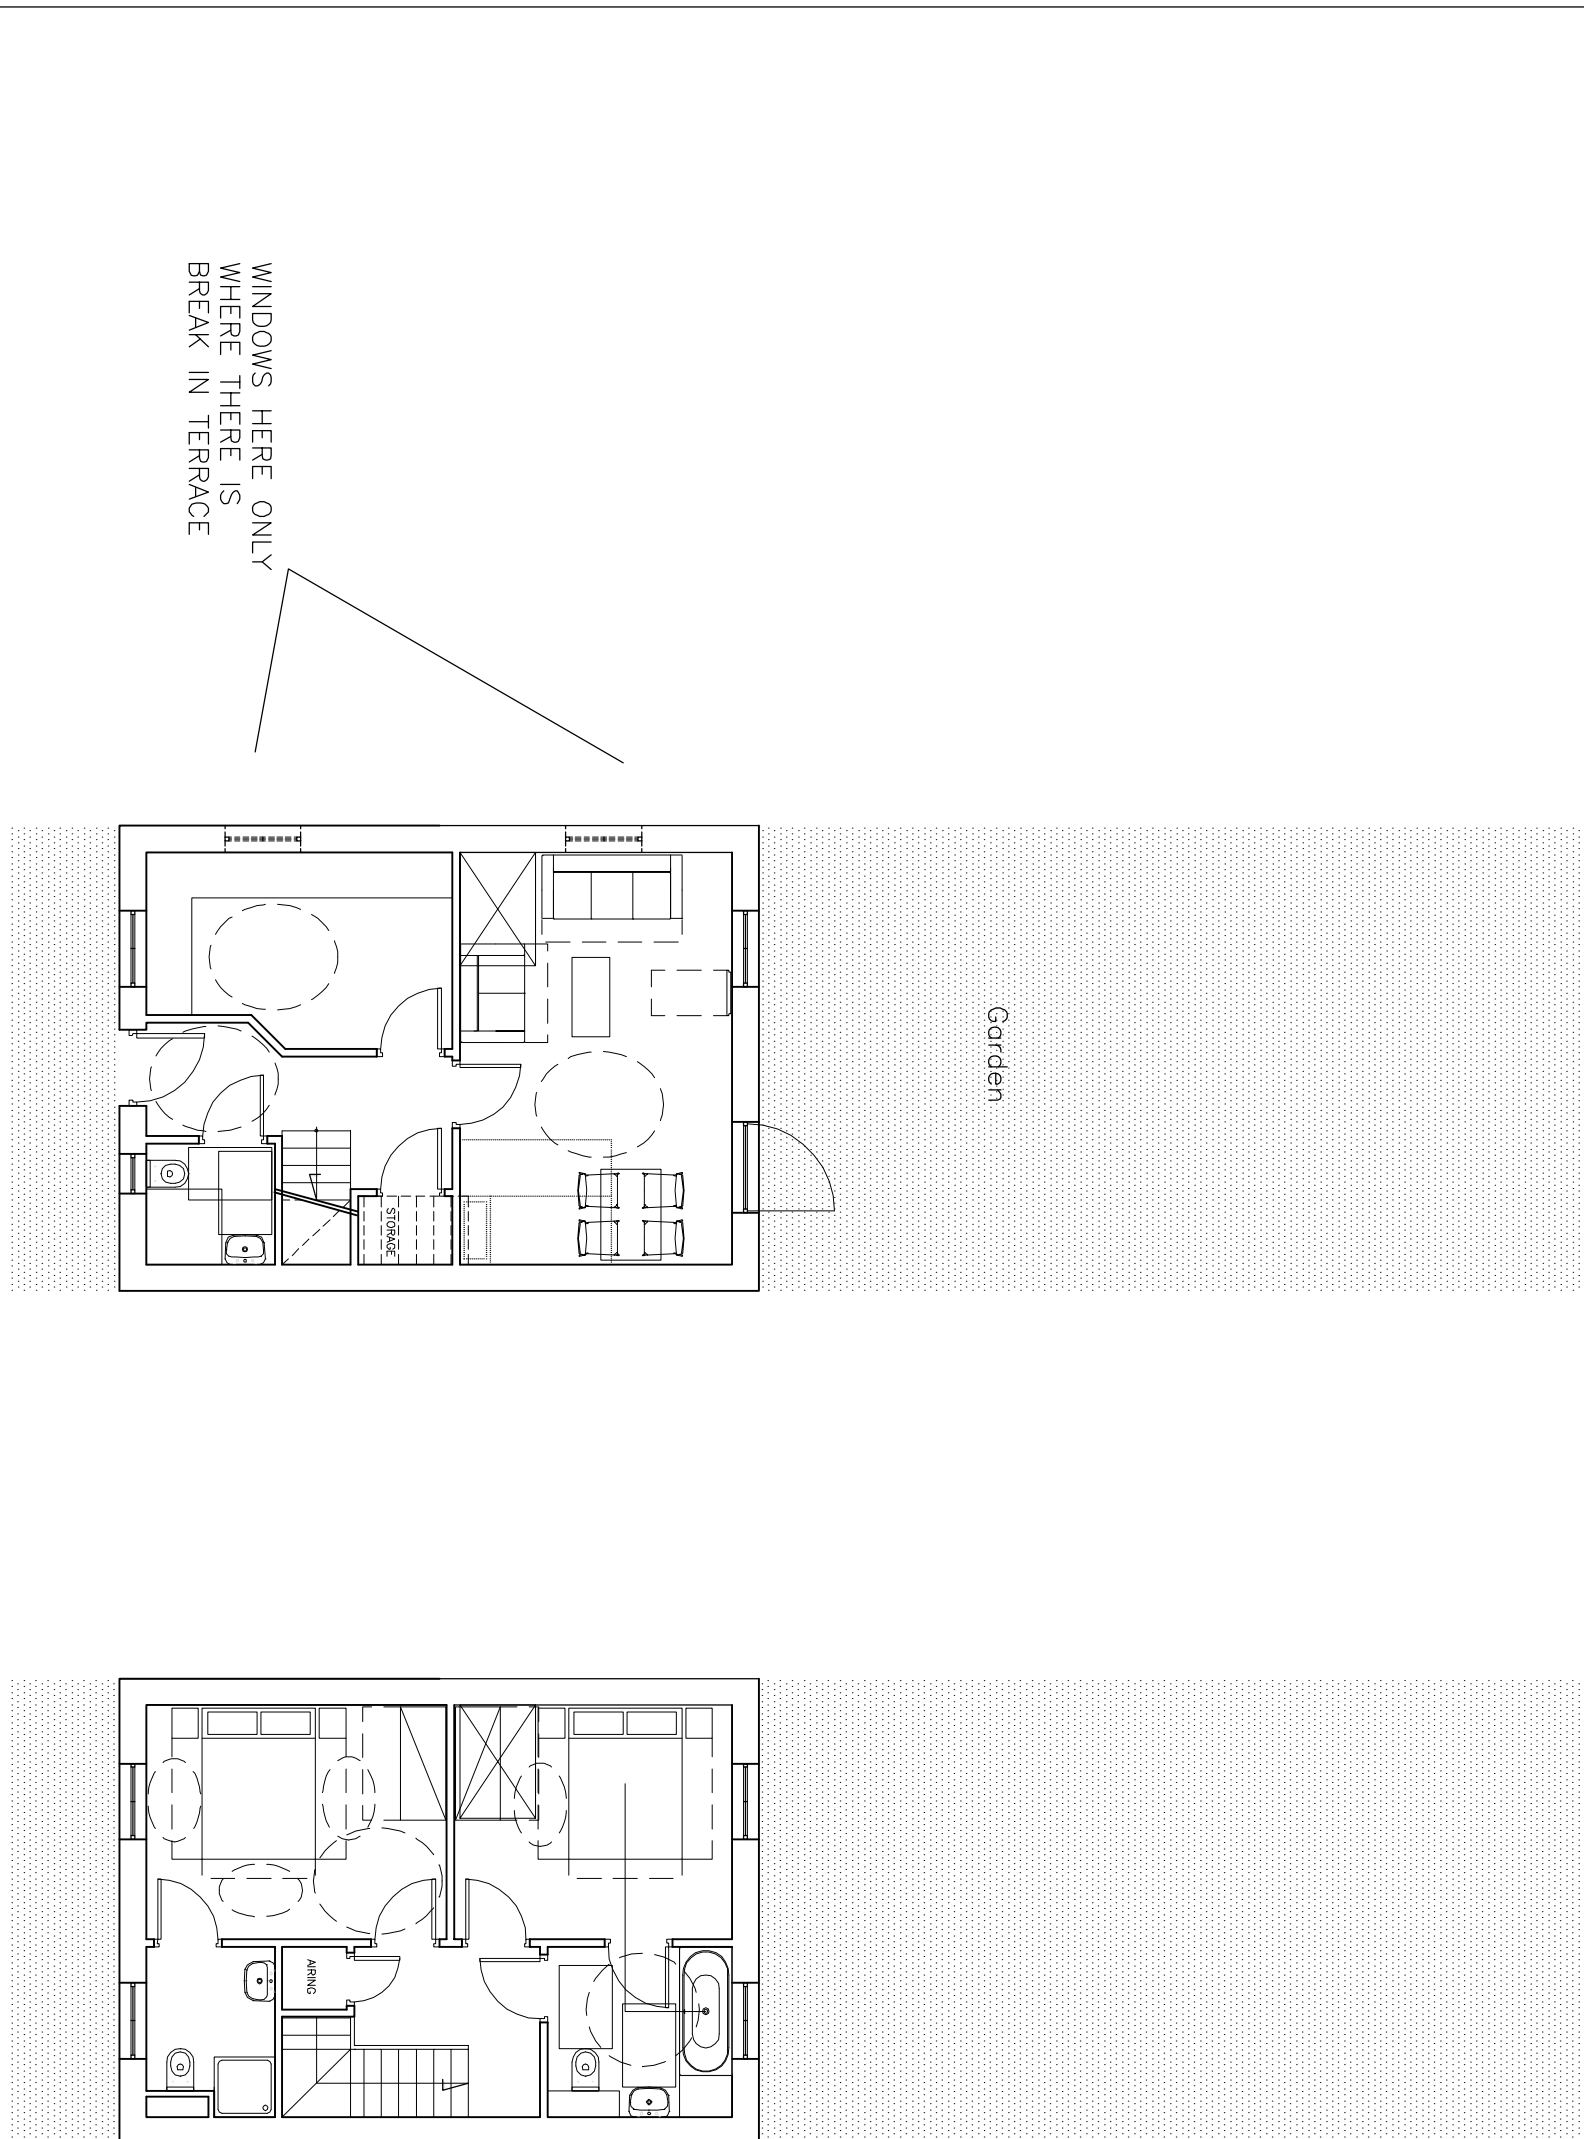 WINDOWS HERE ONLY
WHERE THERE IS
BREAK IN TERRACE
Garden
STORAGE
AIRING